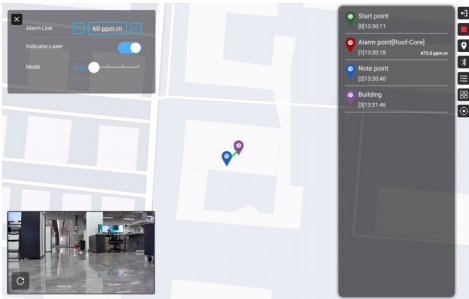 Alarm Line
60 ppm.m
Indicator-Laser
Mode
Start point
[0]13:30:11
Alarm point[Roof-Core]
[1]13:30:18
473.0 ppm.m
Note point
[2]13:30:40
Building
[3]13:31:46